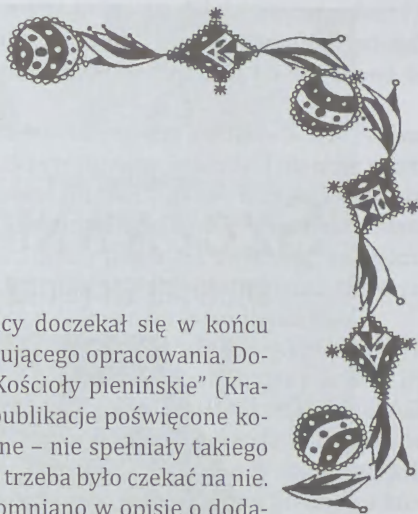 cy doczekał się w końcu
ującego opracowania. Do-
Kościoły pienińskie” (Kra-
publikacje poświęcone ko-
ne – nie spełniały takiego
trzeba było czekać na nie.
omniano w opisie o doda-